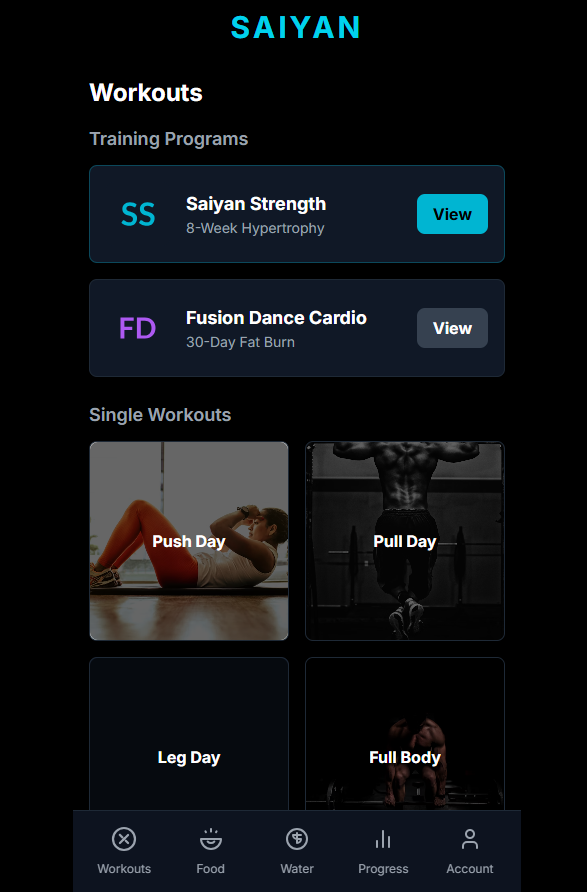 SAIYAN
Workouts
Training Programs
SS
Saiyan Strength
8-Week Hypertrophy
View
FD
Fusion Dance Cardio
30-Day Fat Burn
View
Single Workouts
Push Day
Pull Day
Leg Day
Full Body
Workouts
Food
Water
Progress
Account